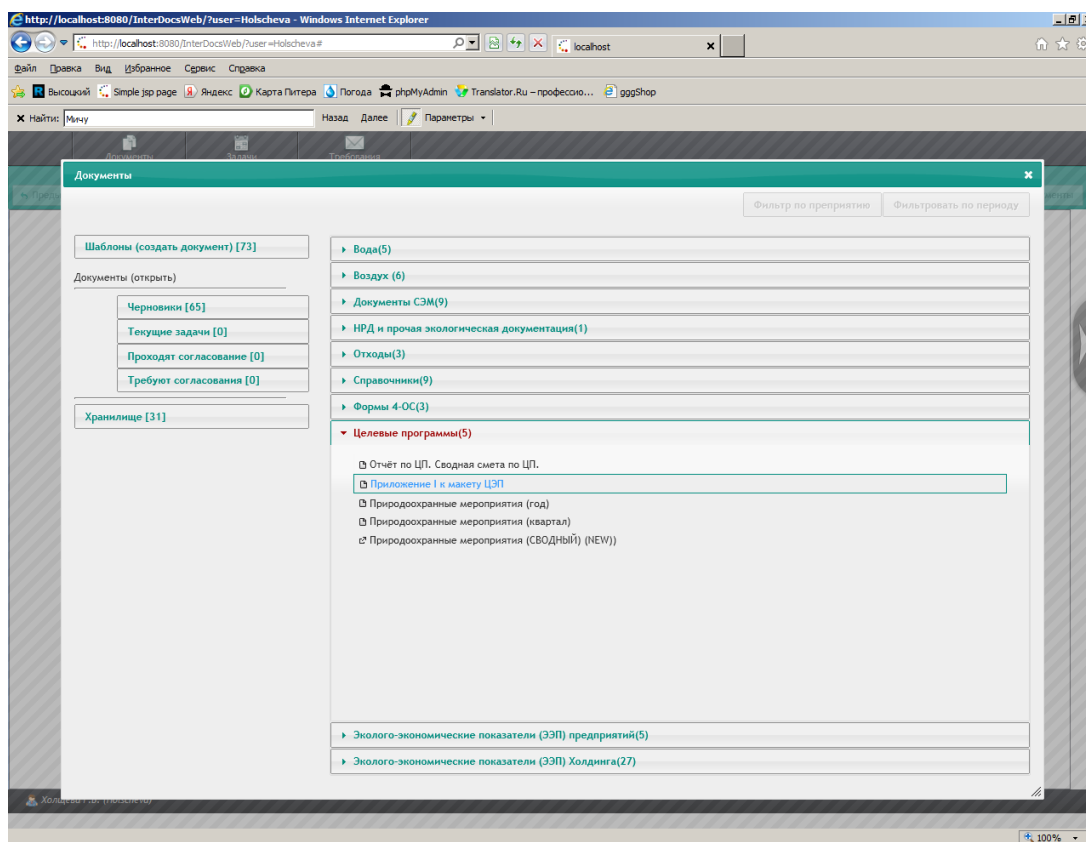 http://localhost:8080/InterDocsWeb/?user=Holscheva - Windows Internet Explorer
http://localhost:8080/InterDocsWeb/?user=Holscheva#
localhost
Файл Правка Вид Избранное Сервис Справка
Высоцкий Simple jsp page Яндекс Карта Питера Погода phpMyAdmin Translator.Ru – профессио... gggShop
Найти: Мичу Назад Далее Параметры
Документы Задачи Требования
Документы
Фильтр по преприятию Фильтровать по периоду
Шаблоны (создать документ) [73]
Документы (открыть)
Черновики [65]
Текущие задачи [0]
Проходят согласование [0]
Требуют согласования [0]
Хранилище [31]
Вода(5)
Воздух (6)
Документы СЭМ(9)
НРД и прочая экологическая документация(1)
Отходы(3)
Справочники(9)
Формы 4-ОС(3)
Целевые программы(5)
Отчёт по ЦП. Сводная смета по ЦП.
Приложение I к макету ЦЭП
Природоохранные мероприятия (год)
Природоохранные мероприятия (квартал)
Природоохранные мероприятия (СВОДНЫЙ) (NEW))
Эколого-экономические показатели (ЭЭП) предприятий(5)
Эколого-экономические показатели (ЭЭП) Холдинга(27)
100%